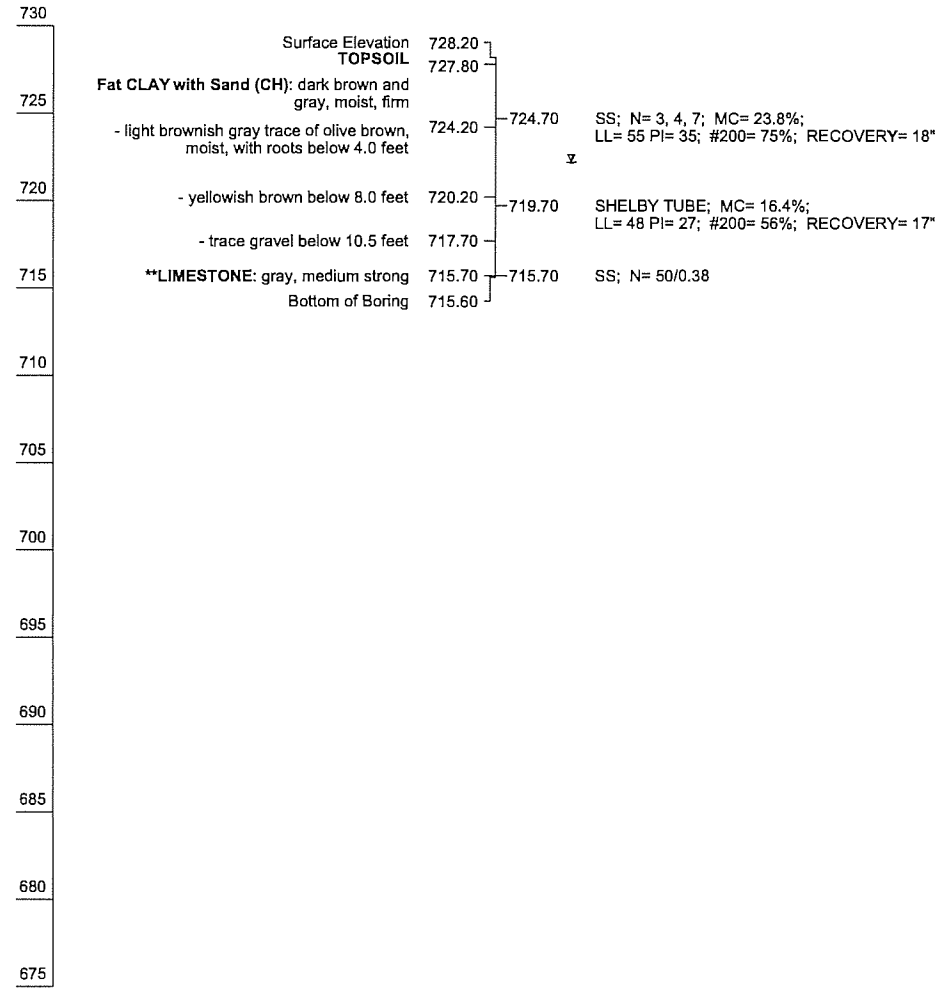 730
Surface Elevation 728.20
TOPSOIL 727.80
Fat CLAY with Sand (CH): dark brown and
gray, moist, firm
725
724.70 SS; N= 3, 4, 7; MC= 23.8%;
- light brownish gray trace of olive brown, 724.20 LL= 55 PI= 35; #200= 75%; RECOVERY= 18"
moist, with roots below 4.0 feet
720
- yellowish brown below 8.0 feet 720.20
719.70 SHELBY TUBE; MC= 16.4%;
LL= 48 PI= 27; #200= 56%; RECOVERY= 17"
- trace gravel below 10.5 feet 717.70
715
**LIMESTONE: gray, medium strong 715.70 715.70 SS; N= 50/0.38
Bottom of Boring 715.60
710
705
700
695
690
685
680
675